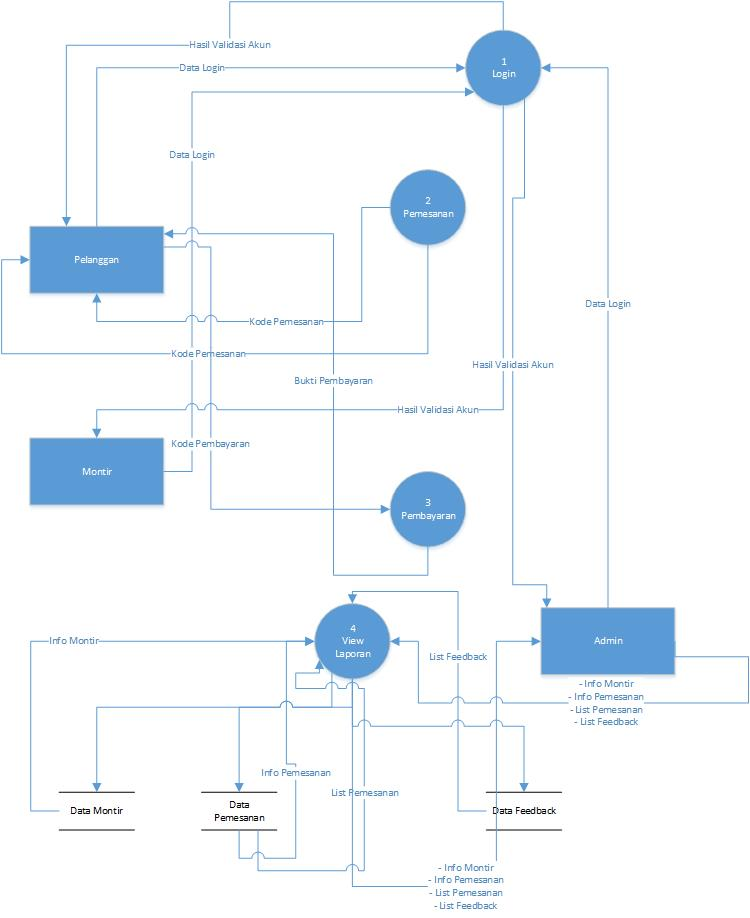 Hasil Validasi Akun
1
Login
Data Login
Data Login
2
Pemesanan
Pelanggan
Data Login
Kode Pemesanan
Kode Pemesanan
Hasil Validasi Akun
Bukti Pembayaran
Hasil Validasi Akun
Kode Pembayaran
Montir
3
Pembayaran
4
View
Laporan
Info Montir
Admin
List Feedback
- Info Montir
- Info Pemesanan
- List Pemesanan
- List Feedback
Info Pemesanan
List Pemesanan
Data Montir
Data
Pemesanan
Data Feedback
- Info Montir
- Info Pemesanan
- List Pemesanan
- List Feedback